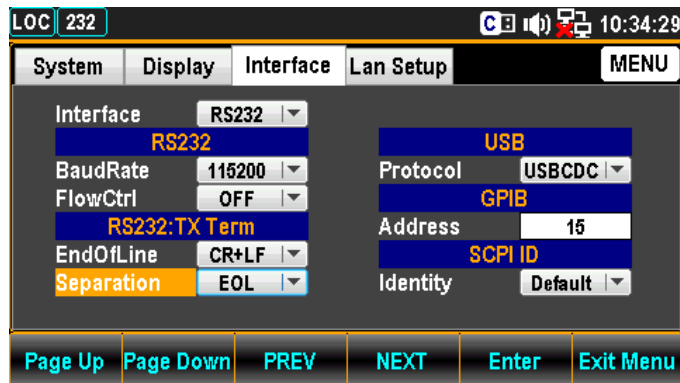 LOC 232 C 10:34:29
System Display Interface Lan Setup MENU
Interface RS232
RS232
BaudRate 115200
FlowCtrl OFF
RS232:TX Term
EndOfLine CR+LF
Separation EOL
USB
Protocol USBCDC
GPIB
Address 15
SCPI ID
Identity Default
Page Up Page Down PREV NEXT Enter Exit Menu